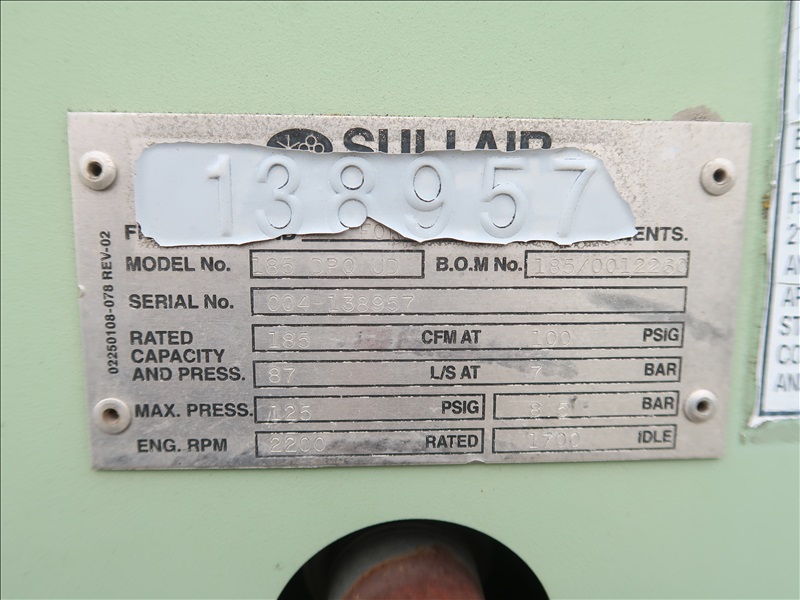 SULLAIR
138957
MODEL No. 185 DPQ JD B.O.M No. 185/00122
SERIAL No. 004-138957
RATED CAPACITY AND PRESS. 185 CFM AT 100 PSIG
87 L/S AT 7 BAR
MAX. PRESS. 125 PSIG BAR
ENG. RPM 2200 RATED 1700 IDLE
02250108-078 REV-02